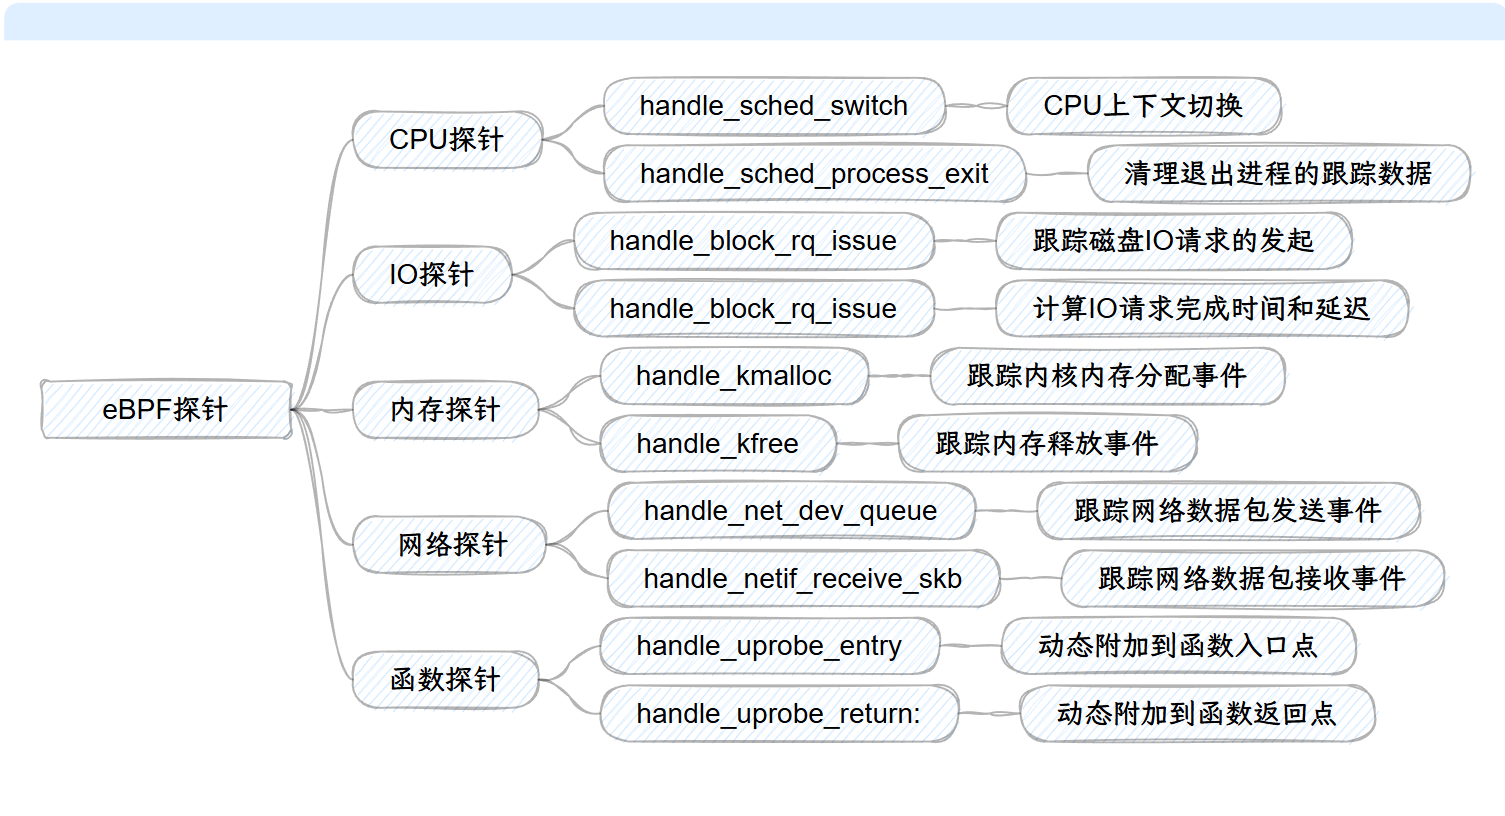 eBPF探针
CPU探针
handle_sched_switch
CPU上下文切换
handle_sched_process_exit
清理退出进程的跟踪数据
IO探针
handle_block_rq_issue
跟踪磁盘IO请求的发起
handle_block_rq_issue
计算IO请求完成时间和延迟
内存探针
handle_kmalloc
跟踪内核内存分配事件
handle_kfree
跟踪内存释放事件
网络探针
handle_net_dev_queue
跟踪网络数据包发送事件
handle_netif_receive_skb
跟踪网络数据包接收事件
函数探针
handle_uprobe_entry
动态附加到函数入口点
handle_uprobe_return:
动态附加到函数返回点